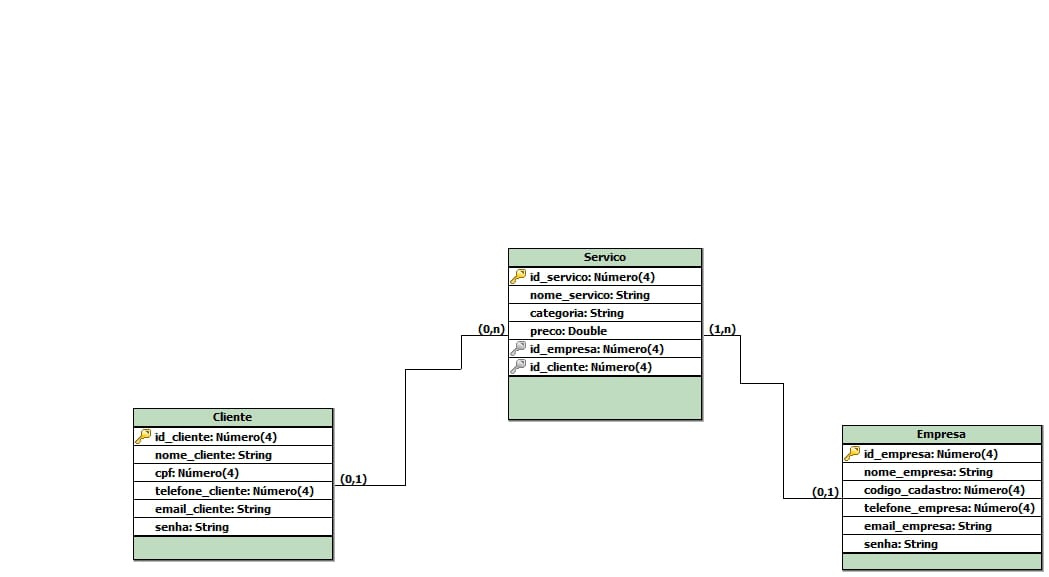 Servico
id_servico: Número(4)
nome_servico: String
categoria: String
(0,n)
preco: Double
(1,n)
id_empresa: Número(4)
id_cliente: Número(4)
Cliente
id_cliente: Número(4)
nome_cliente: String
cpf: Número(4)
(0,1)
telefone_cliente: Número(4)
email_cliente: String
senha: String
Empresa
id_empresa: Número(4)
nome_empresa: String
(0,1)
codigo_cadastro: Número(4)
telefone_empresa: Número(4)
email_empresa: String
senha: String